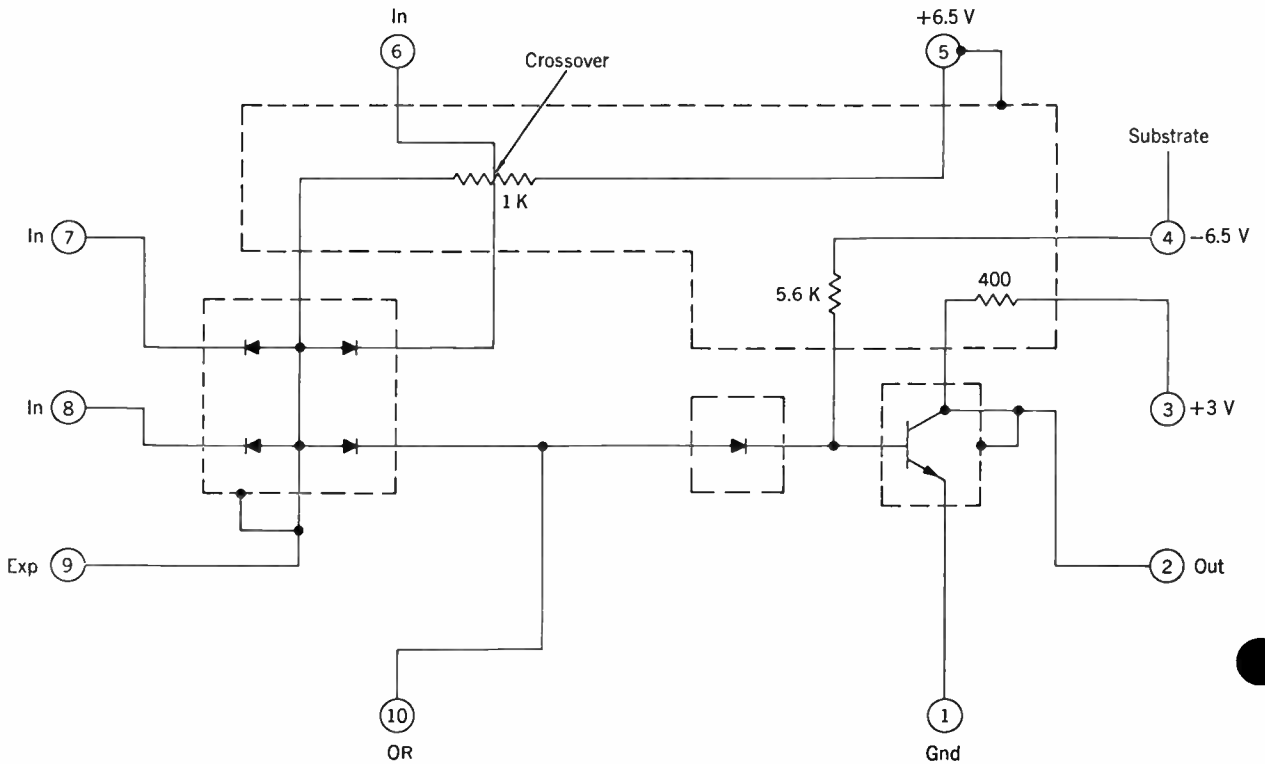 In
6
+6.5 V
5
Crossover
Substrate
1 K
In 7
4 -6.5 V
5.6 K
400
In 8
3 +3 V
Exp 9
2 Out
10
OR
1
Gnd